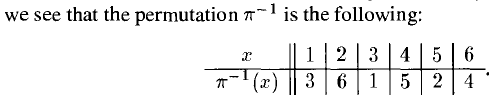 we see that the permutation π⁻¹ is the following:
x 1 2 3 4 5 6
π⁻¹(x) 3 6 1 5 2 4 .